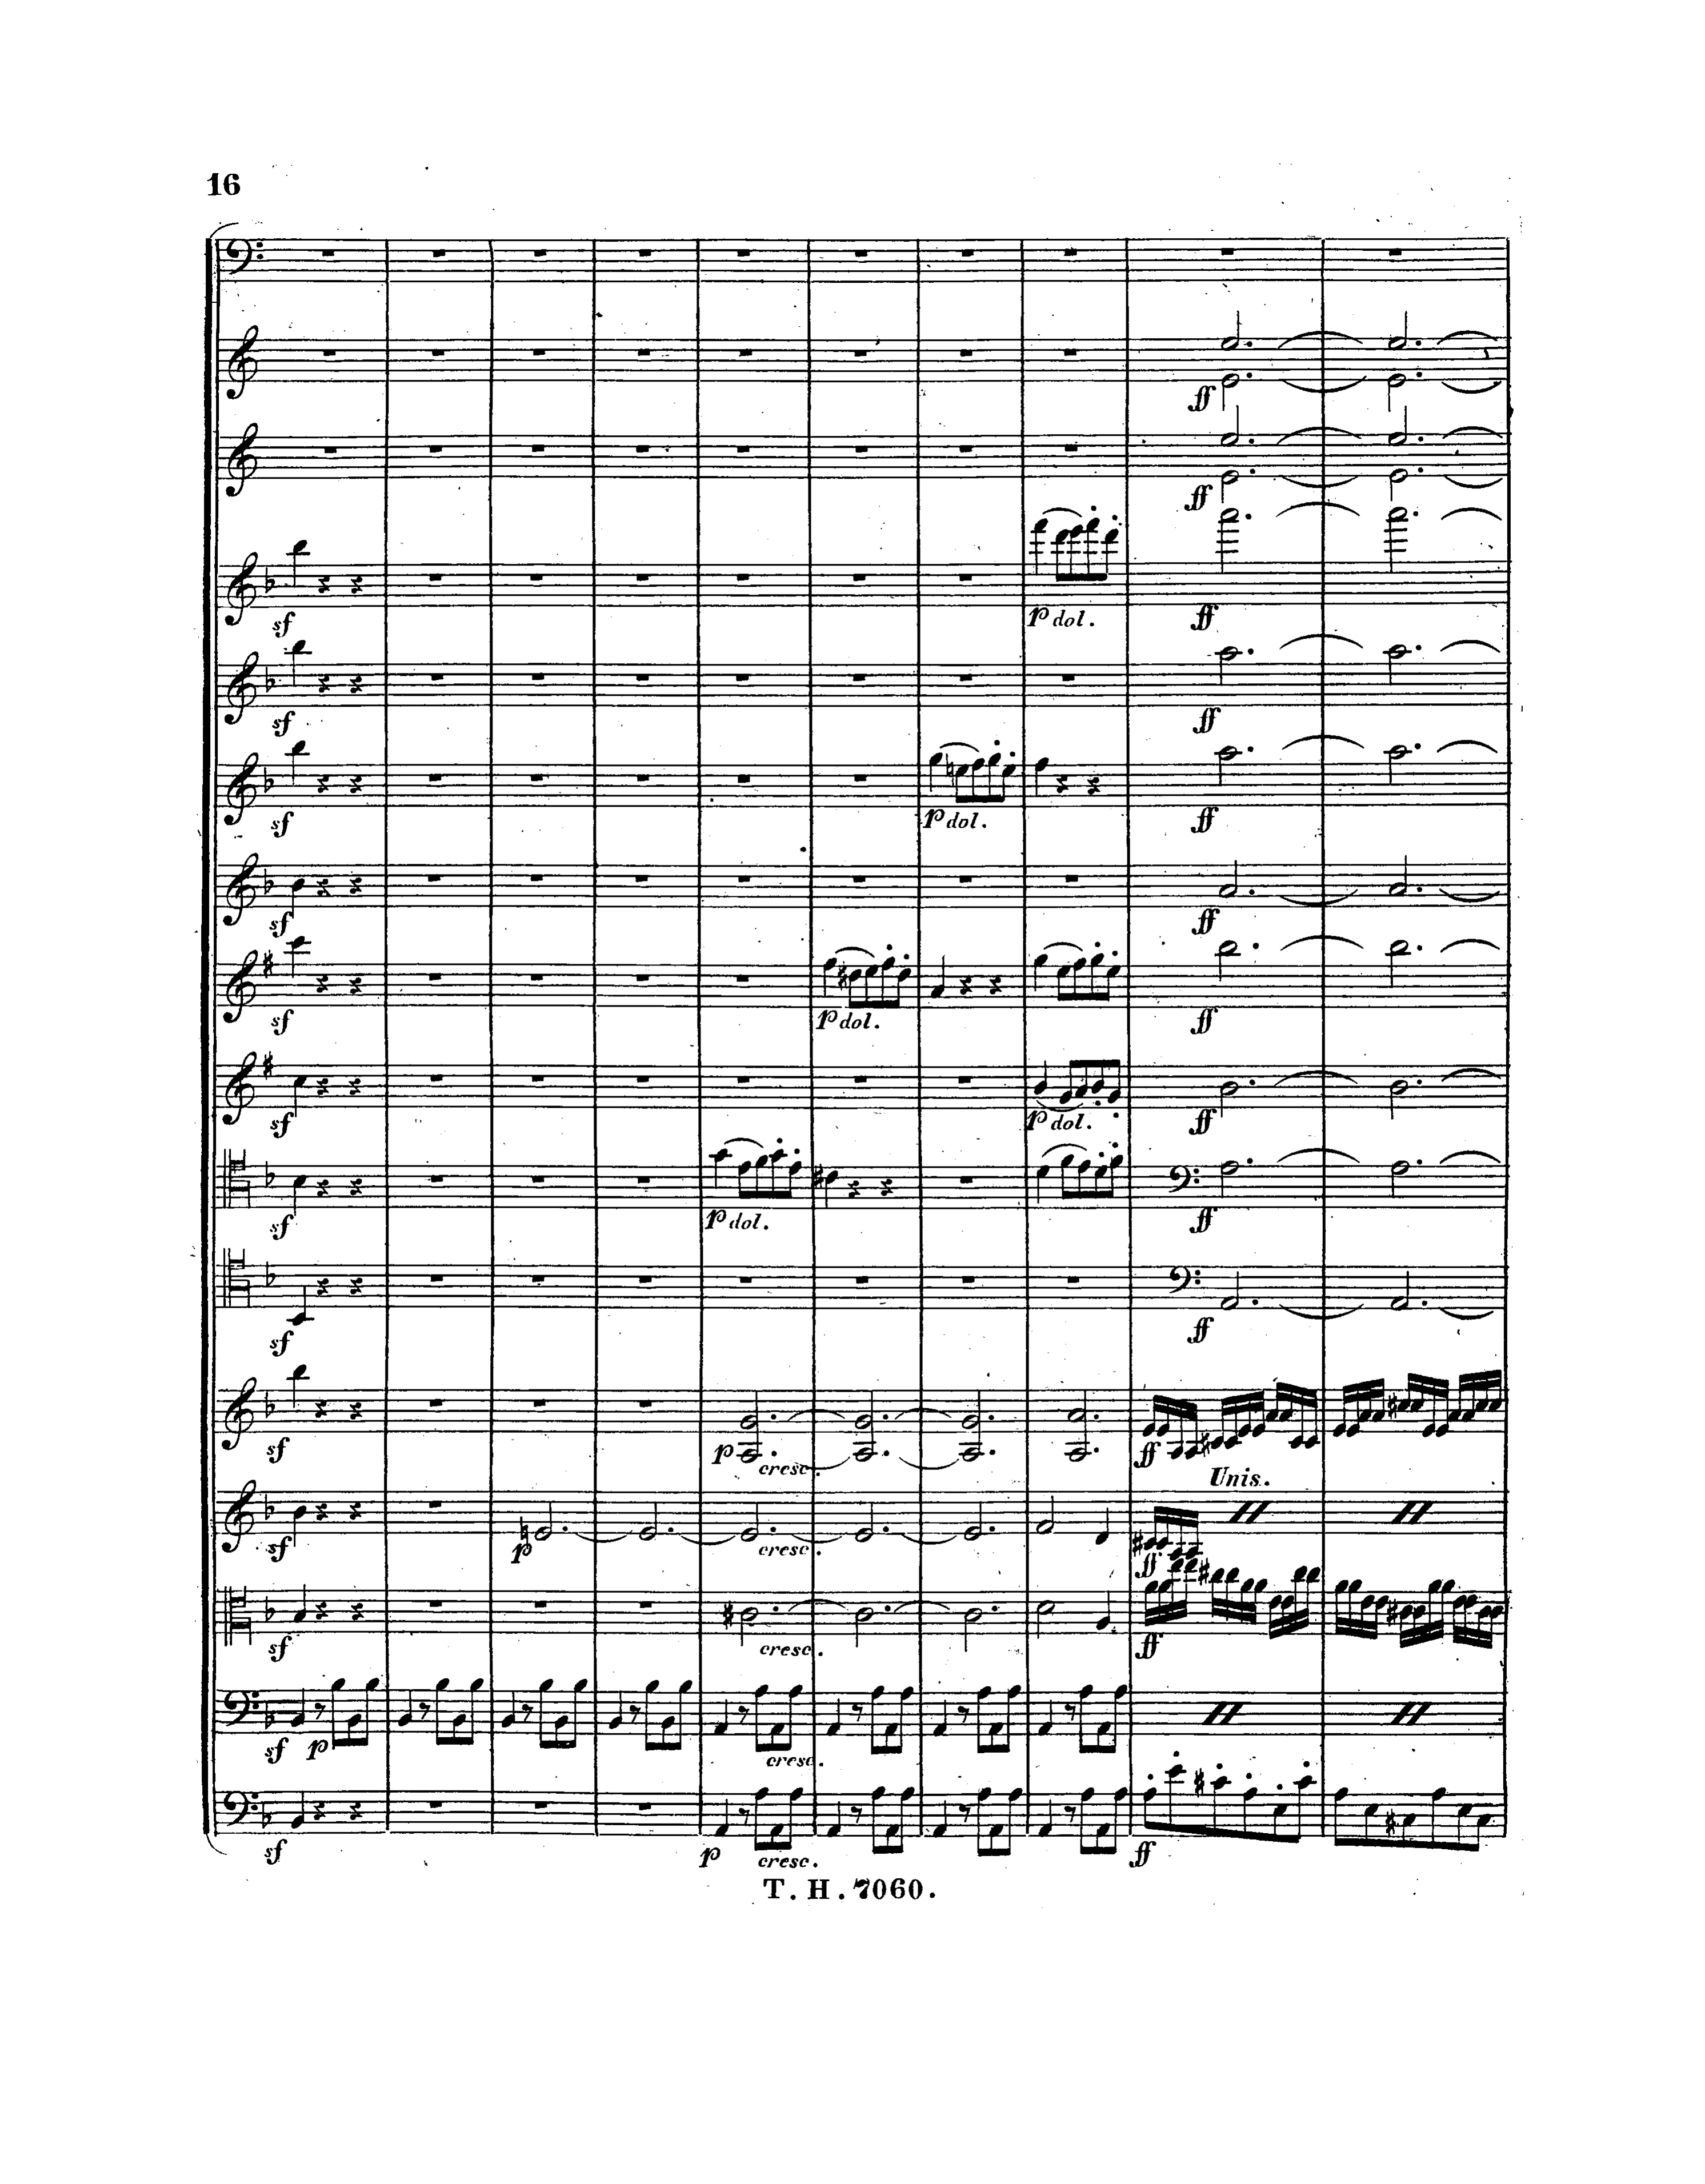 16
ff
ff
sf p dol. ff
sf ff
sf p dol. ff
sf ff
sf p dol. ff
sf p dol. ff
sf p dol. ff
sf ff
sf p cresc. ff
Unis.
sf p cresc. ff
sf cresc. ff
sf p cresc.
sf p cresc. ff
T. H. 7060.